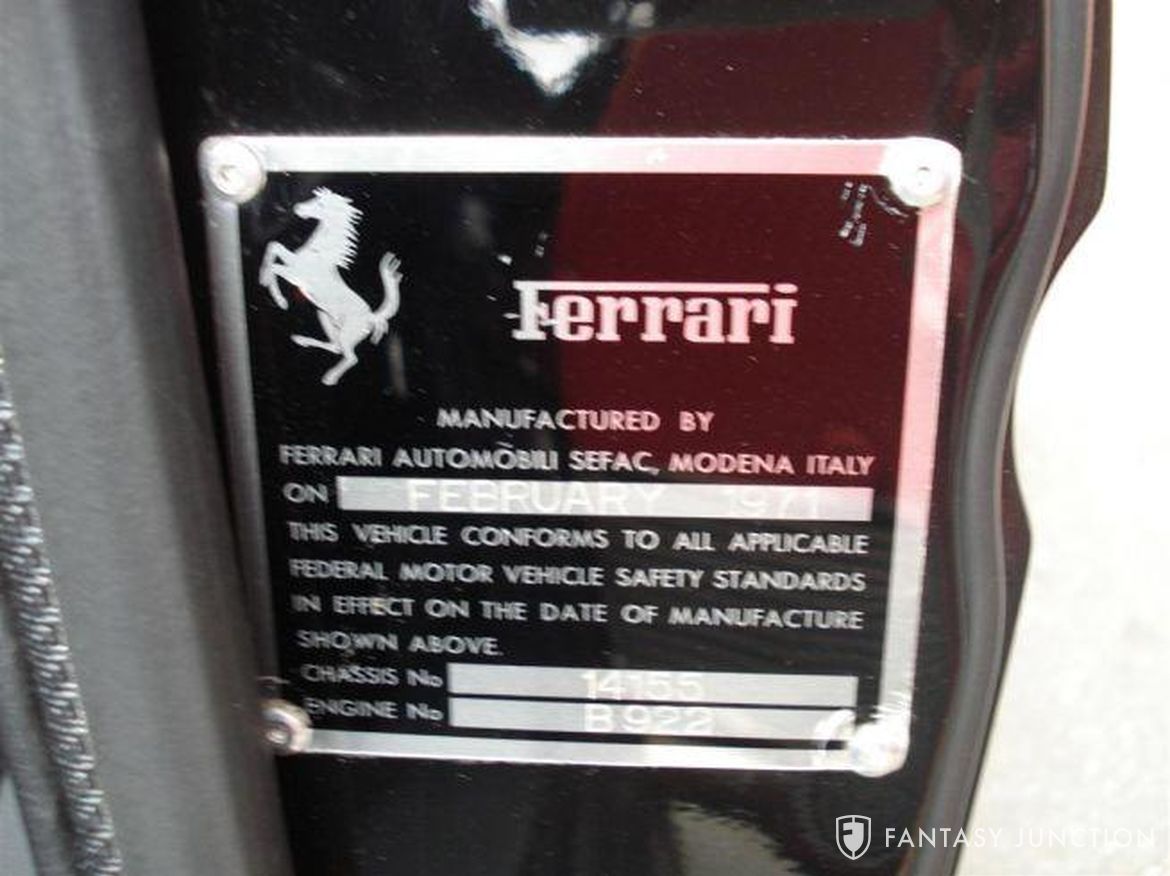 Ferrari
MANUFACTURED BY
FERRARI AUTOMOBILI SEFAC, MODENA ITALY
ON FEBRUARY 1971
THIS VEHICLE CONFORMS TO ALL APPLICABLE
FEDERAL MOTOR VEHICLE SAFETY STANDARDS
IN EFFECT ON THE DATE OF MANUFACTURE
SHOWN ABOVE.
CHASSIS No 14155
ENGINE No B922
F FANTASY JUNCTION